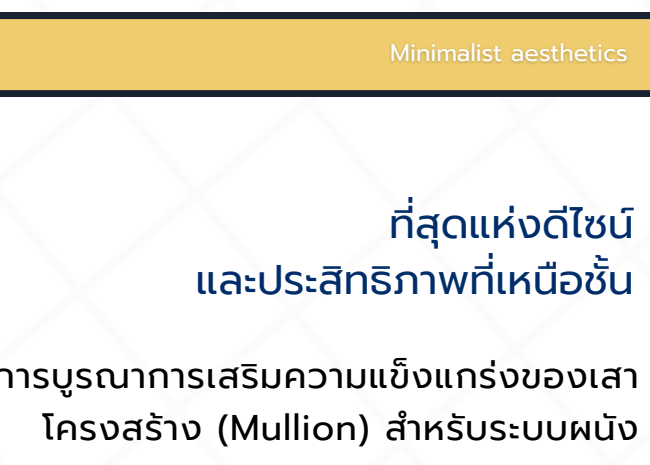 Minimalist aesthetics
ที่สุดแห่งดีไซน์
และประสิทธิภาพที่เหนือชั้น
การบูรณาการเสริมความแข็งแกร่งของเสา
โครงสร้าง (Mullion) สำหรับระบบผนัง